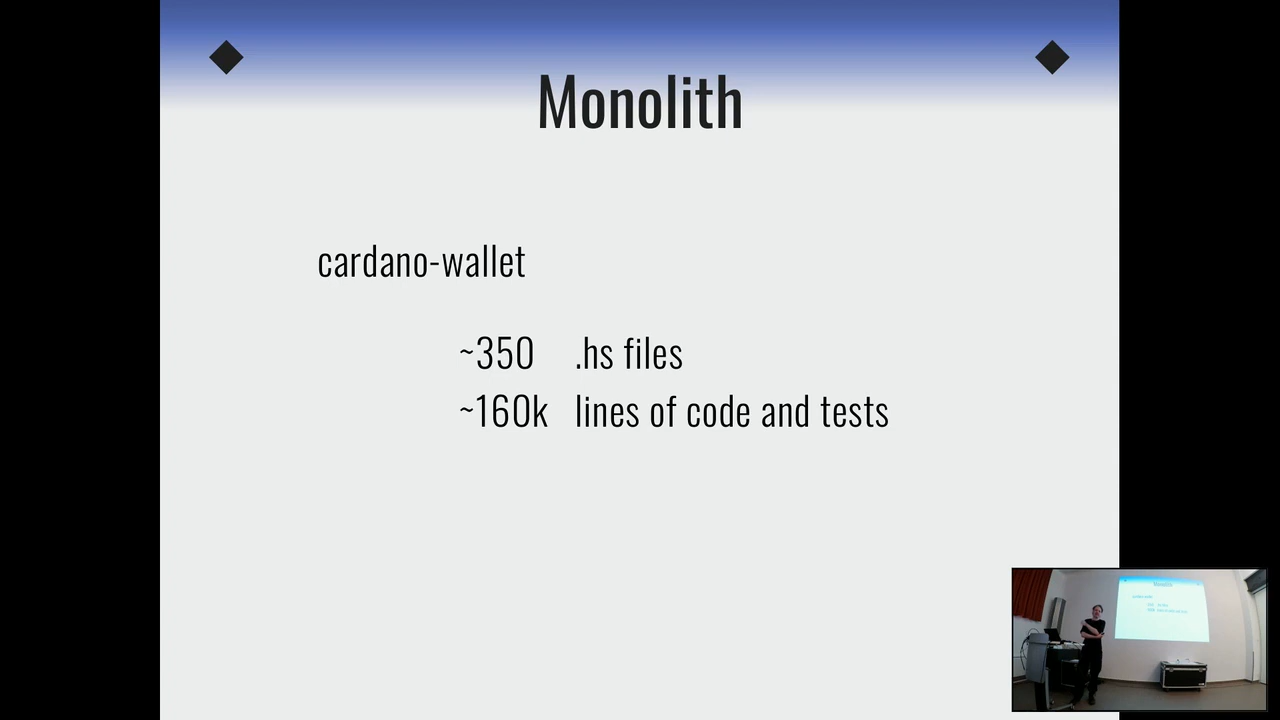 Monolith
cardano-wallet
~350 .hs files
~160k lines of code and tests